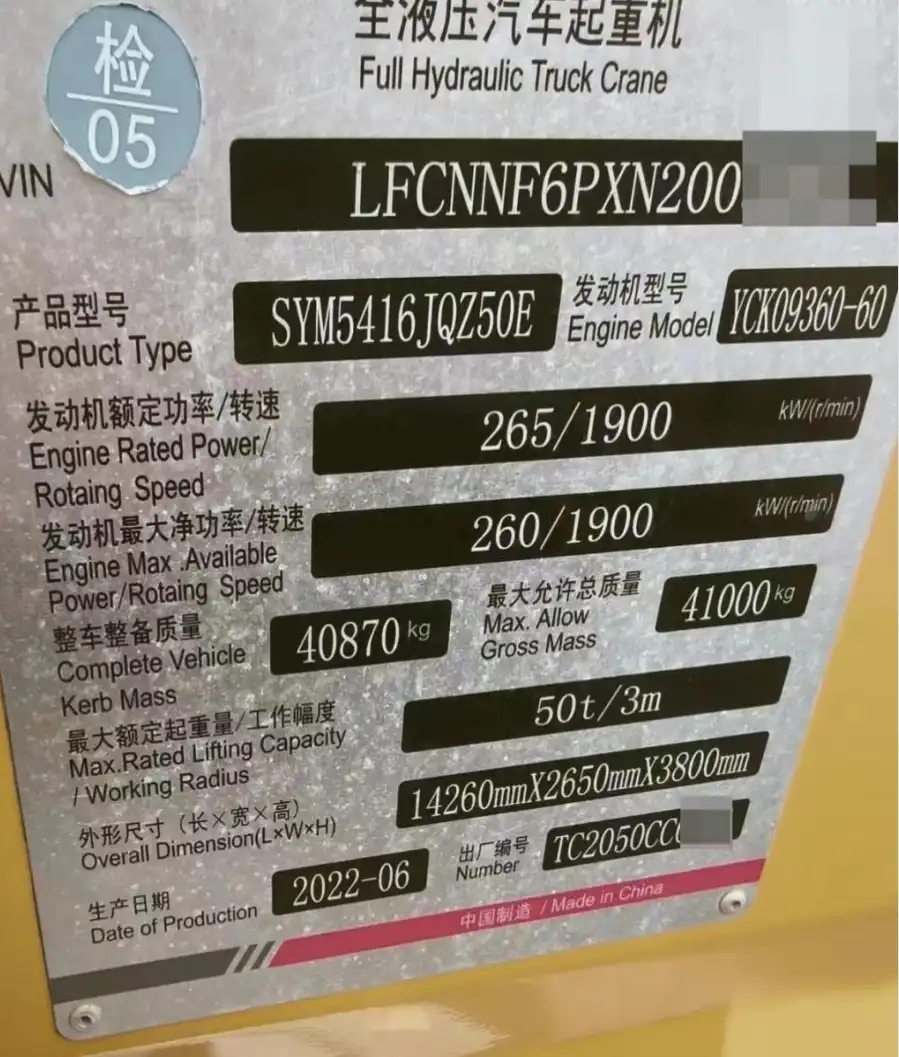 全液压汽车起重机
Full Hydraulic Truck Crane
检
05
VIN
LFCNNF6PXN200
产品型号
Product Type
SYM5416JQZ50E
发动机型号
Engine Model
YCK09360-60
发动机额定功率/转速
Engine Rated Power/
Rotaing Speed
265/1900 kW/(r/min)
发动机最大净功率/转速
Engine Max .Available
Power/Rotaing Speed
260/1900 kW/(r/min)
整车整备质量
Complete Vehicle
Kerb Mass
40870 kg
最大允许总质量
Max. Allow
Gross Mass
41000 kg
最大额定起重量/工作幅度
Max.Rated Lifting Capacity
/Working Radius
50t/3m
外形尺寸（长×宽×高）
Overall Dimension(L×W×H)
14260mmX2650mmX3800mm
出厂编号
Number
TC2050CC
生产日期
Date of Production
2022-06
中国制造 / Made in China